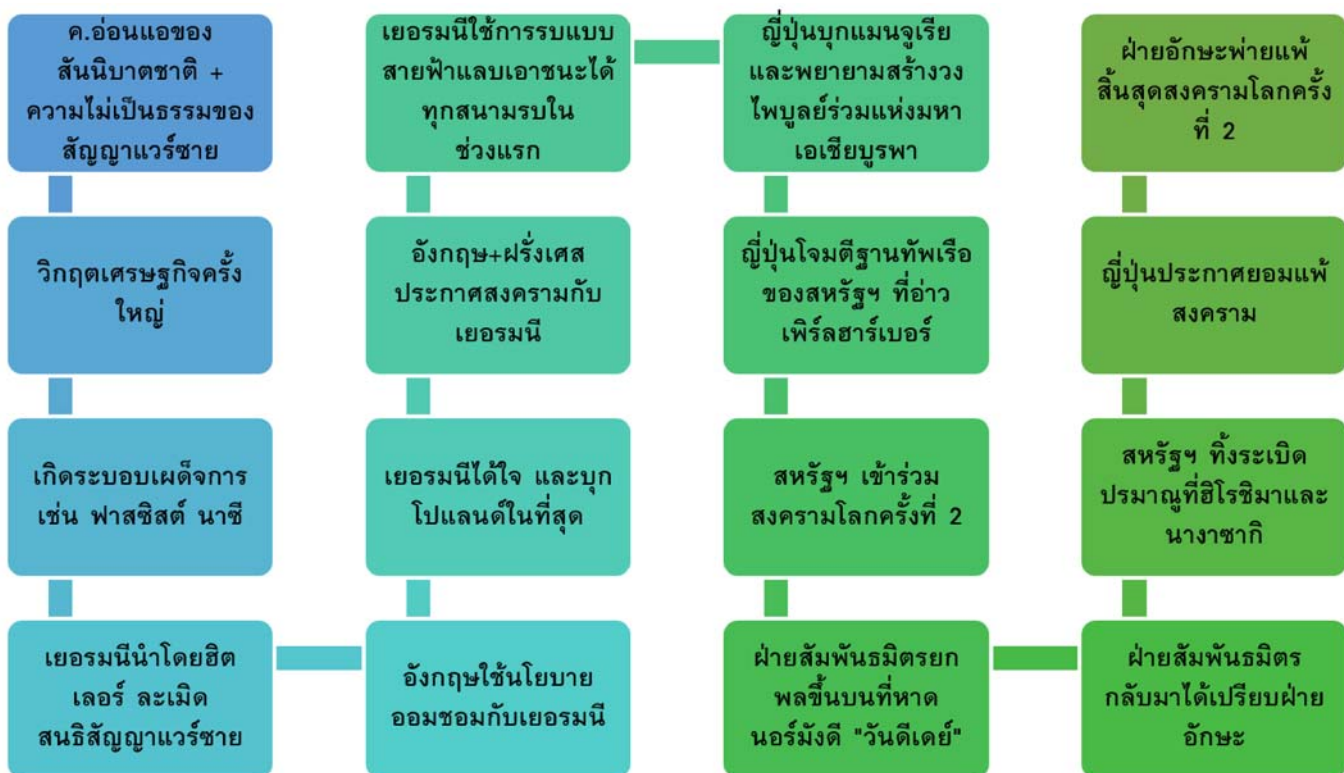 ค.อ่อนแอของ
สันนิบาตชาติ +
ความไม่เป็นธรรมของ
สัญญาแวร์ซาย
วิกฤตเศรษฐกิจครั้ง
ใหญ่
เกิดระบอบเผด็จการ
เช่น ฟาสซิสต์ นาซี
เยอรมนีนำโดยฮิต
เลอร์ ละเมิด
สนธิสัญญาแวร์ซาย
อังกฤษใช้นโยบาย
ออมชอมกับเยอรมนี
เยอรมนีได้ใจ และบุก
โปแลนด์ในที่สุด
อังกฤษ+ฝรั่งเศส
ประกาศสงครามกับ
เยอรมนี
เยอรมนีใช้การรบแบบ
สายฟ้าแลบเอาชนะได้
ทุกสนามรบใน
ช่วงแรก
ญี่ปุ่นบุกแมนจูเรีย
และพยายามสร้างวง
ไพบูลย์ร่วมแห่งมหา
เอเชียบูรพา
ญี่ปุ่นโจมตีฐานทัพเรือ
ของสหรัฐฯ ที่อ่าว
เพิร์ลฮาร์เบอร์
สหรัฐฯ เข้าร่วม
สงครามโลกครั้งที่ 2
ฝ่ายสัมพันธมิตรยก
พลขึ้นบนที่หาด
นอร์มังดี "วันดีเดย์"
ฝ่ายสัมพันธมิตร
กลับมาได้เปรียบฝ่าย
อักษะ
สหรัฐฯ ทิ้งระเบิด
ปรมาณูที่ฮิโรชิมาและ
นางาซากิ
ญี่ปุ่นประกาศยอมแพ้
สงคราม
ฝ่ายอักษะพ่ายแพ้
สิ้นสุดสงครามโลกครั้ง
ที่ 2